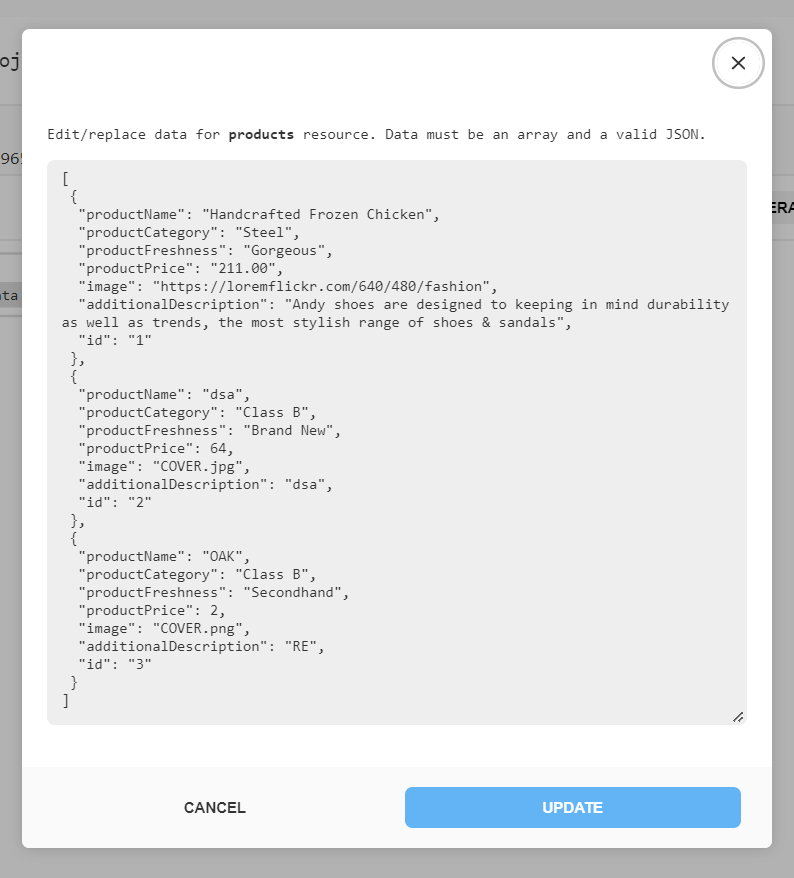 oj
Edit/replace data for products resource. Data must be an array and a valid JSON.
965
[
{
"productName": "Handcrafted Frozen Chicken",
"productCategory": "Steel",
"productFreshness": "Gorgeous",
"productPrice": "211.00",
"image": "https://loremflickr.com/640/480/fashion",
"additionalDescription": "Andy shoes are designed to keeping in mind durability
as well as trends, the most stylish range of shoes & sandals",
"id": "1"
},
{
"productName": "dsa",
"productCategory": "Class B",
"productFreshness": "Brand New",
"productPrice": 64,
"image": "COVER.jpg",
"additionalDescription": "dsa",
"id": "2"
},
{
"productName": "OAK",
"productCategory": "Class B",
"productFreshness": "Secondhand",
"productPrice": 2,
"image": "COVER.png",
"additionalDescription": "RE",
"id": "3"
}
]
ERA
ta
CANCEL
UPDATE